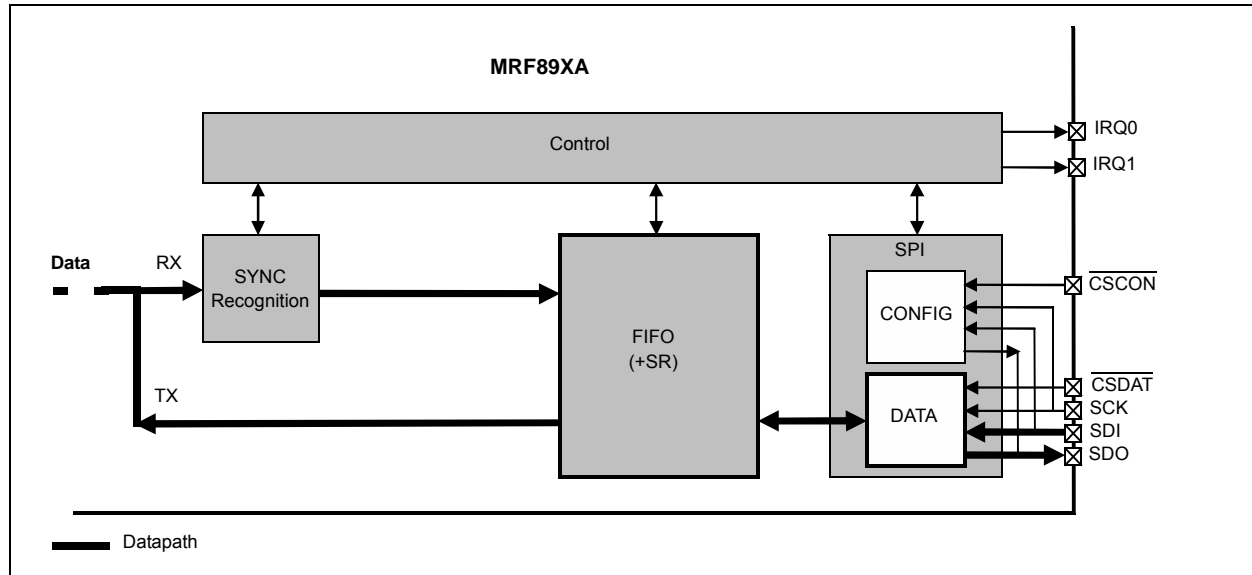 MRF89XA
Control
IRQ0
IRQ1
Data
RX
SYNC
Recognition
TX
FIFO
(+SR)
SPI
CONFIG
DATA
CSCON
CSDAT
SCK
SDI
SDO
Datapath